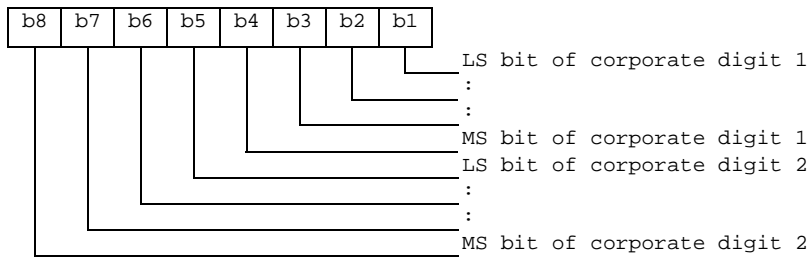 b8 b7 b6 b5 b4 b3 b2 b1
LS bit of corporate digit 1
:
:
MS bit of corporate digit 1
LS bit of corporate digit 2
:
:
MS bit of corporate digit 2